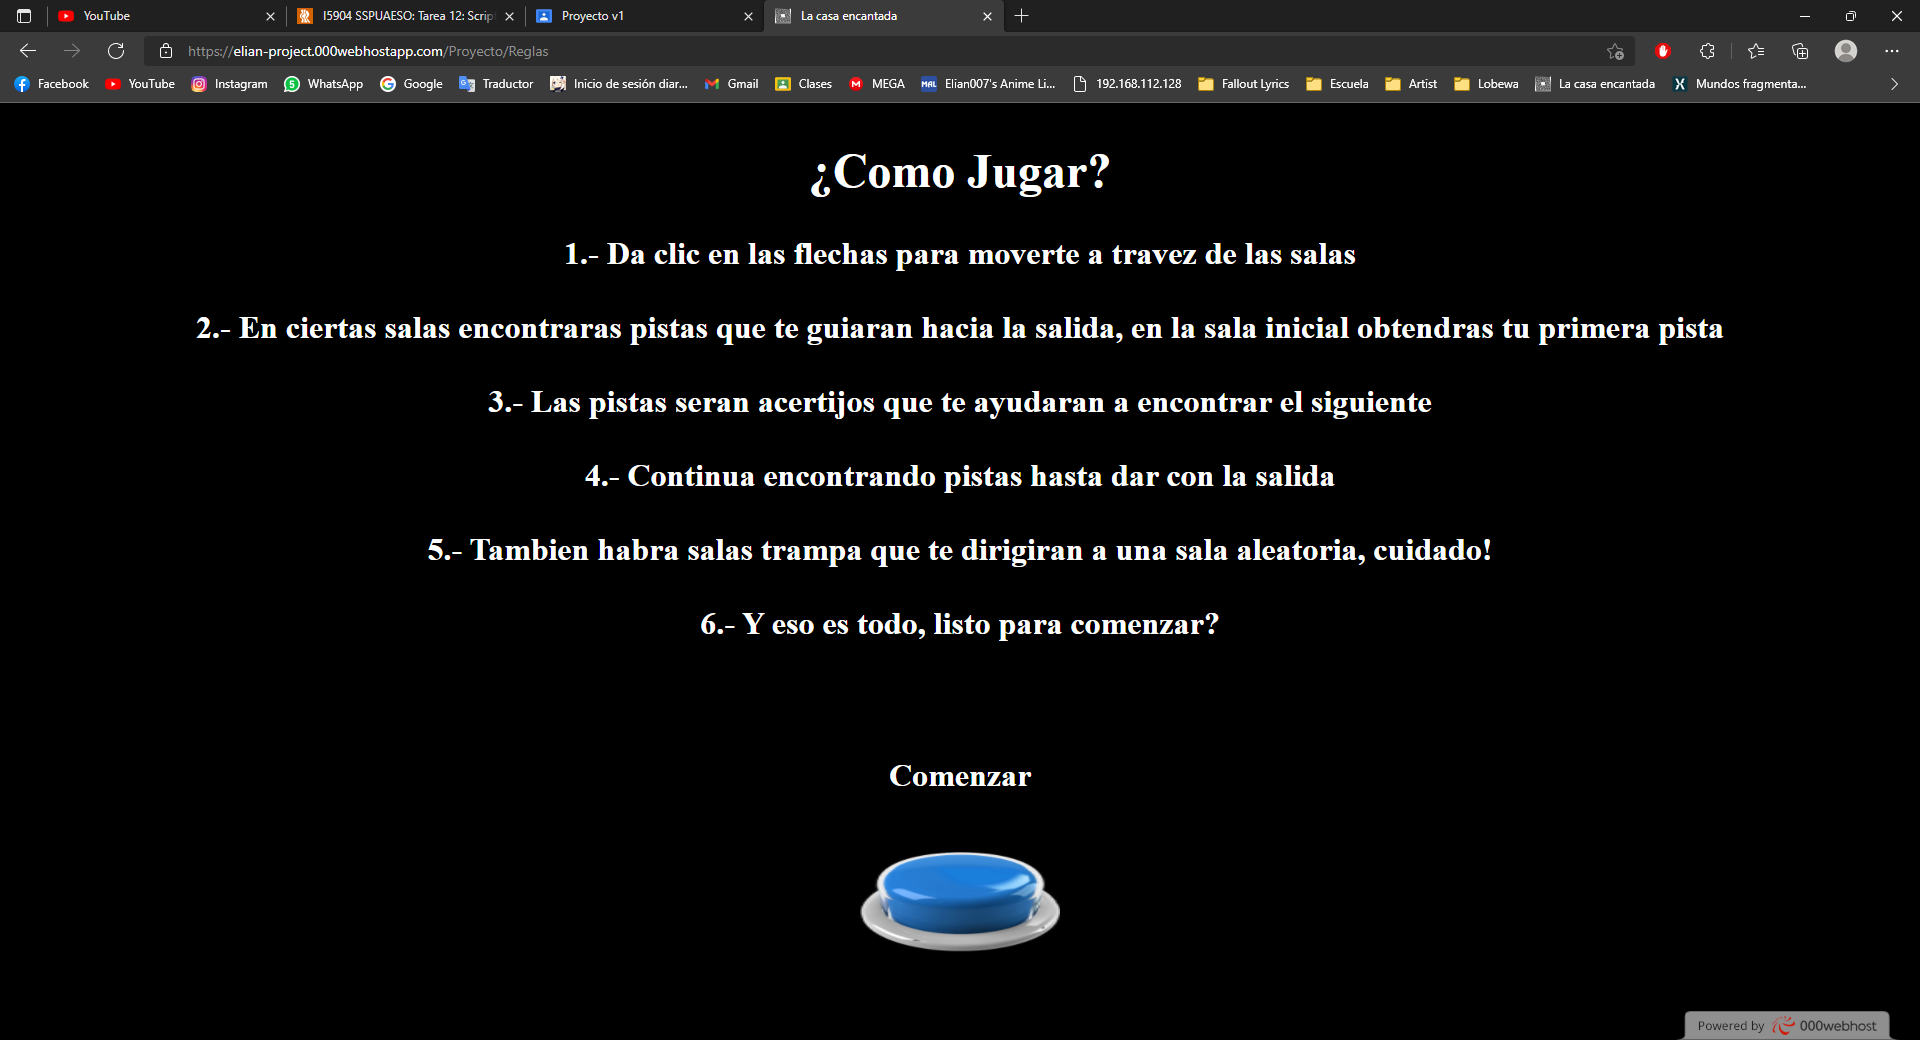 YouTube
I5904 SSPUAESO: Tarea 12: Scrip
Proyecto v1
La casa encantada
https://elian-project.000webhostapp.com/Proyecto/Reglas
Facebook
YouTube
Instagram
WhatsApp
Google
Traductor
Inicio de sesión diar...
Gmail
Clases
MEGA
MAL
Elian007's Anime Li...
192.168.112.128
Fallout Lyrics
Escuela
Artist
Lobewa
La casa encantada
Mundos fragmenta...
¿Como Jugar?
1.- Da clic en las flechas para moverte a travez de las salas
2.- En ciertas salas encontraras pistas que te guiaran hacia la salida, en la sala inicial obtendras tu primera pista
3.- Las pistas seran acertijos que te ayudaran a encontrar el siguiente
4.- Continua encontrando pistas hasta dar con la salida
5.- Tambien habra salas trampa que te dirigiran a una sala aleatoria, cuidado!
6.- Y eso es todo, listo para comenzar?
Comenzar
Powered by 000webhost